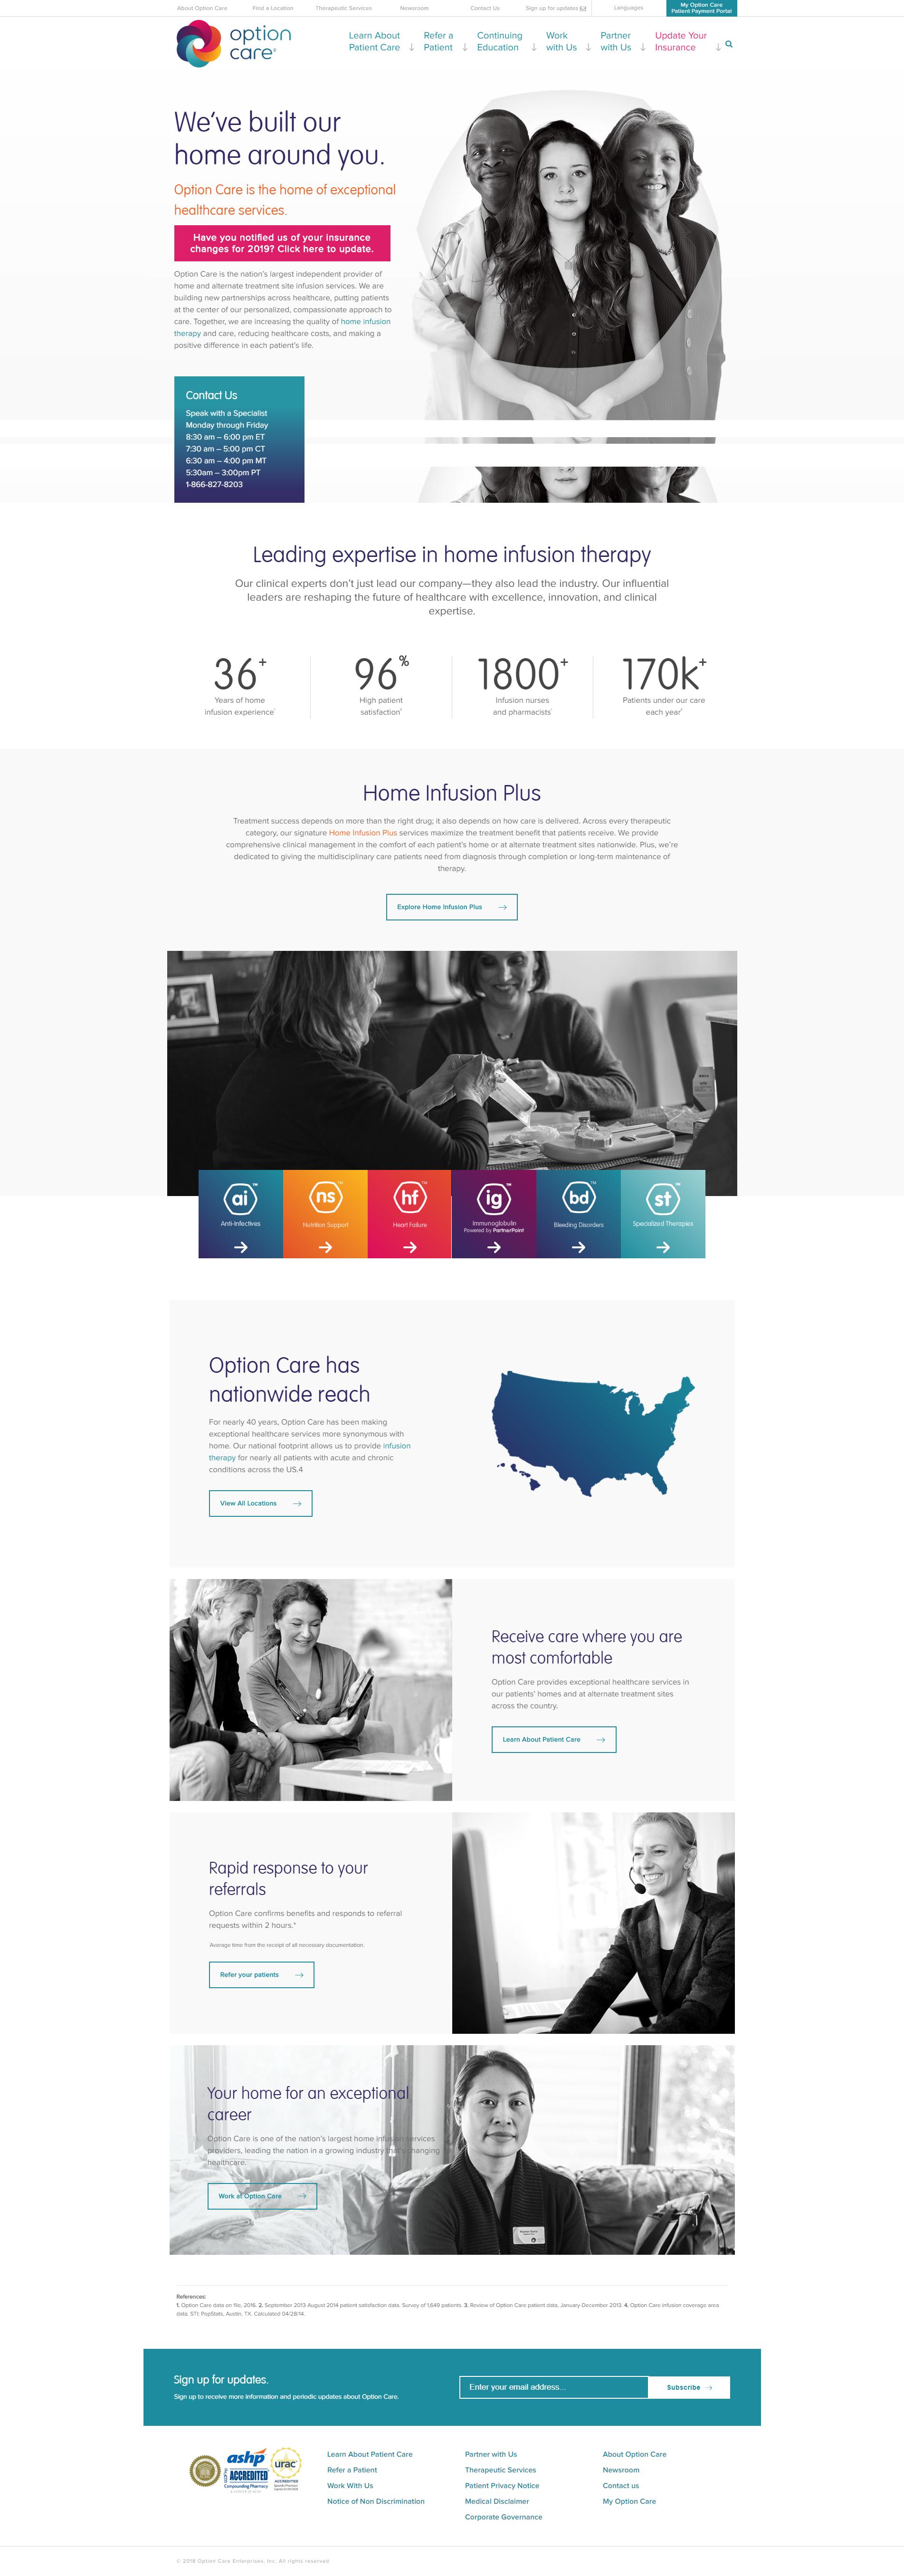 About Option Care
Find a Location
Therapeutic Services
Newsroom
Contact Us
Sign up for updates
Languages
My Option Care
Patient Payment Portal
option
care®
Learn About
Patient Care
Refer a
Patient
Continuing
Education
Work
with Us
Partner
with Us
Update Your
Insurance
We've built our
home around you.
Option Care is the home of exceptional
healthcare services.
Have you notified us of your insurance
changes for 2019? Click here to update.
Option Care is the nation's largest independent provider of
home and alternate treatment site infusion services. We are
building new partnerships across healthcare, putting patients
at the center of our personalized, compassionate approach to
care. Together, we are increasing the quality of home infusion
therapy and care, reducing healthcare costs, and making a
positive difference in each patient's life.
Contact Us
Speak with a Specialist
Monday through Friday
8:30 am – 6:00 pm ET
7:30 am – 5:00 pm CT
6:30 am – 4:00 pm MT
5:30am – 3:00pm PT
1-866-827-8203
Leading expertise in home infusion therapy
Our clinical experts don't just lead our company—they also lead the industry. Our influential
leaders are reshaping the future of healthcare with excellence, innovation, and clinical
expertise.
36+
Years of home
infusion experience
96%
High patient
satisfaction
1800+
Infusion nurses
and pharmacists
170k+
Patients under our care
each year
Home Infusion Plus
Treatment success depends on more than the right drug; it also depends on how care is delivered. Across every therapeutic
category, our signature Home Infusion Plus services maximize the treatment benefit that patients receive. We provide
comprehensive clinical management in the comfort of each patient's home or at alternate treatment sites nationwide. Plus, we're
dedicated to giving the multidisciplinary care patients need from diagnosis through completion or long-term maintenance of
therapy.
Explore Home Infusion Plus
ai™
Anti-Infectives
ns™
Nutrition Support
hf™
Heart Failure
ig™
Immunoglobulin
Powered by PartnerPoint
bd™
Bleeding Disorders
st™
Specialized Therapies
Option Care has
nationwide reach
For nearly 40 years, Option Care has been making
exceptional healthcare services more synonymous with
home. Our national footprint allows us to provide infusion
therapy for nearly all patients with acute and chronic
conditions across the US.4
View All Locations
Receive care where you are
most comfortable
Option Care provides exceptional healthcare services in
our patients' homes and at alternate treatment sites
across the country.
Learn About Patient Care
Rapid response to your
referrals
Option Care confirms benefits and responds to referral
requests within 2 hours.*
Average time from the receipt of all necessary documentation.
Refer your patients
Your home for an exceptional
career
Option Care is one of the nation's largest home infusion services
providers, leading the nation in a growing industry that's changing
healthcare.
Work at Option Care
References:
1. Option Care data on file, 2016. 2. September 2013-August 2014 patient satisfaction data. Survey of 1,649 patients. 3. Review of Option Care patient data, January-December 2013. 4. Option Care infusion coverage area
data. STI: PopStats, Austin, TX. Calculated 04/28/14.
Sign up for updates.
Sign up to receive more information and periodic updates about Option Care.
Enter your email address...
Subscribe
ashp
ACCREDITED
Compounding Pharmacy
urac
ACCREDITED
Learn About Patient Care
Refer a Patient
Work With Us
Notice of Non Discrimination
Partner with Us
Therapeutic Services
Patient Privacy Notice
Medical Disclaimer
Corporate Governance
About Option Care
Newsroom
Contact us
My Option Care
© 2018 Option Care Enterprises, Inc. All rights reserved